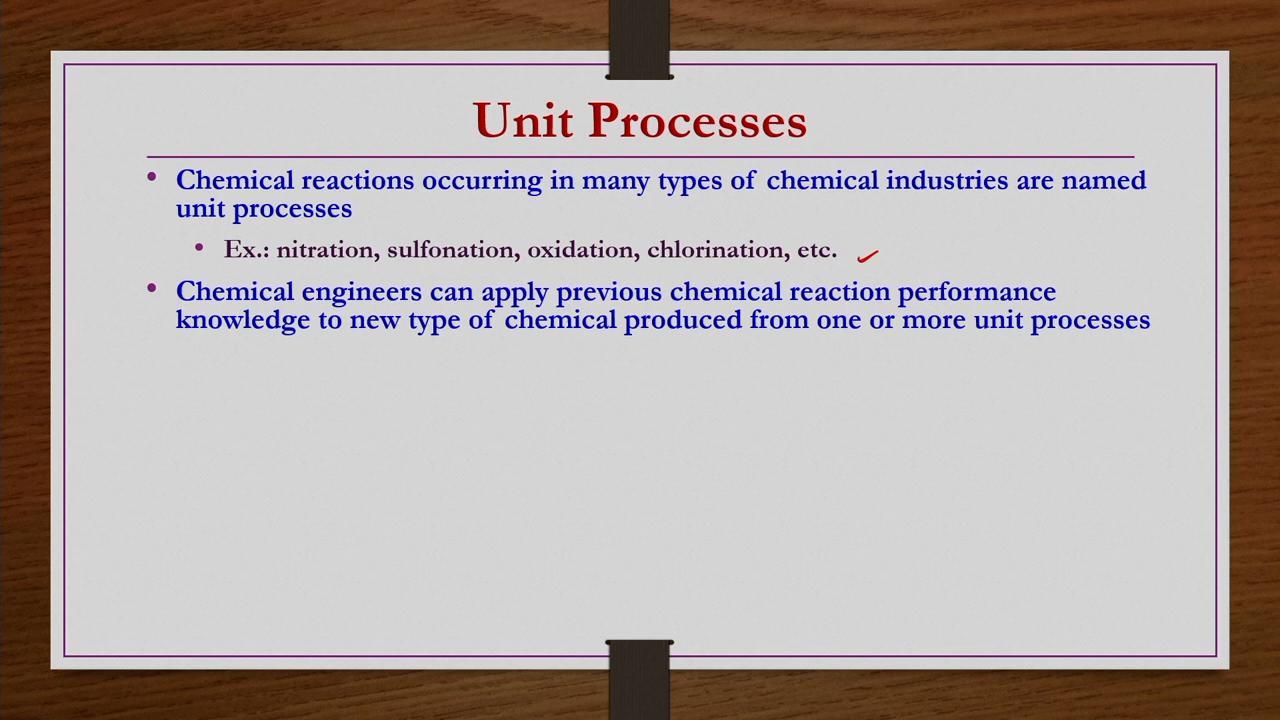 Unit Processes
• Chemical reactions occurring in many types of chemical industries are named
unit processes
• Ex.: nitration, sulfonation, oxidation, chlorination, etc.
• Chemical engineers can apply previous chemical reaction performance
knowledge to new type of chemical produced from one or more unit processes